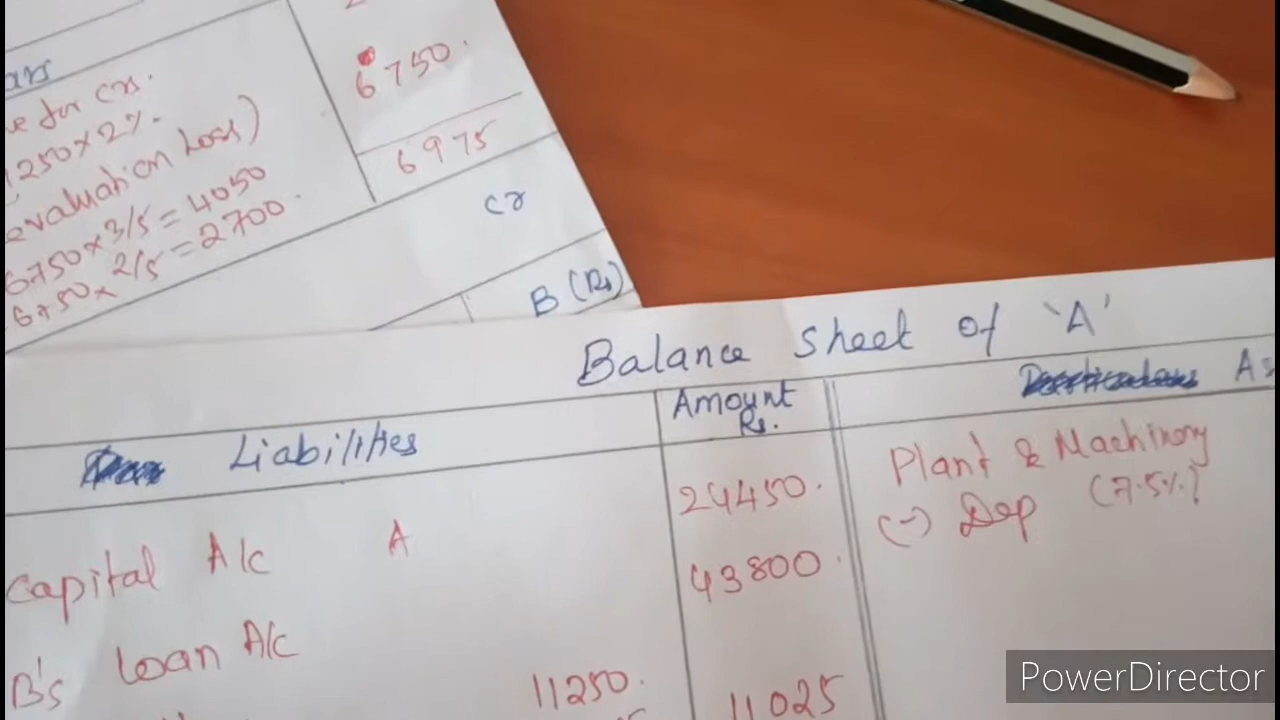 6750.
for crs.
250 x 2%.
evaluation Loss)
6975
6750 x 3/5 = 4050
6750 x 2/5 = 2700.
cr
B (Rs)
Balance Sheet Of 'A'
Liabilities
Amount
Rs.
Capital A/c A
24450.
Plant & Machinory
(-) Dep (7.5%)
B's loan A/c
43800.
11250.
11025
PowerDirector